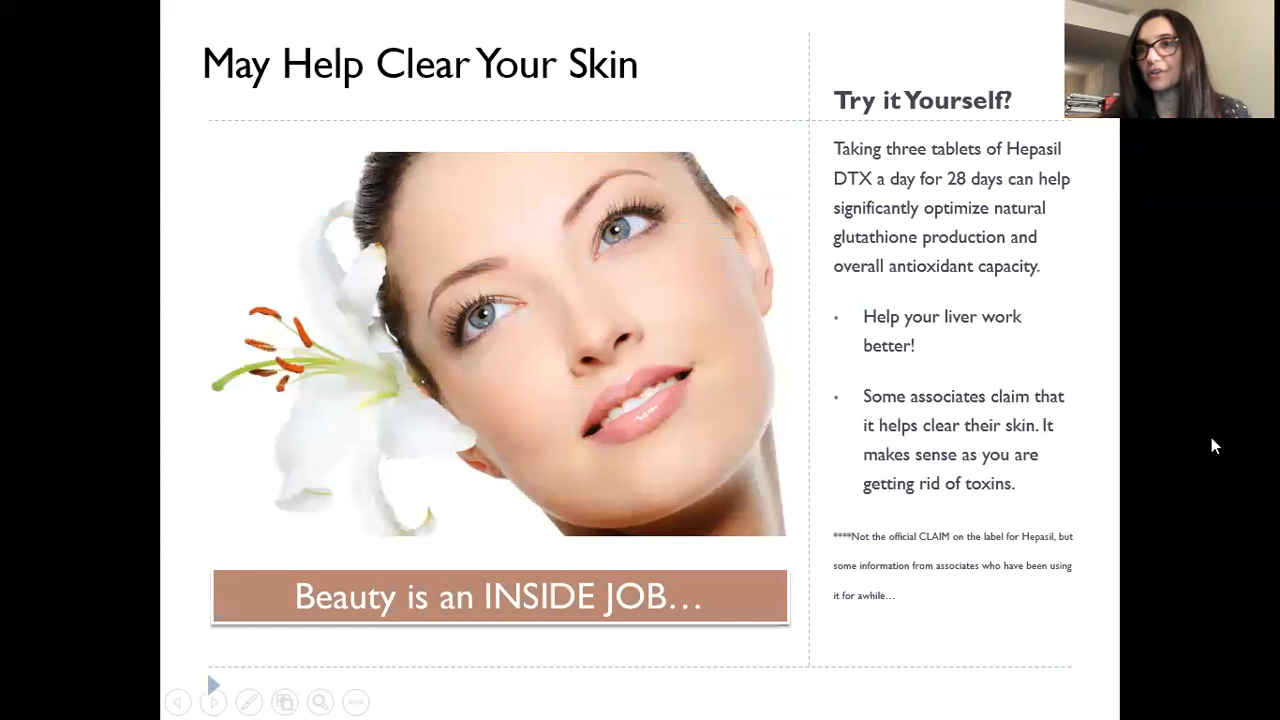 May Help Clear Your Skin
Try it Yourself?
Taking three tablets of Hepasil
DTX a day for 28 days can help
significantly optimize natural
glutathione production and
overall antioxidant capacity.
• Help your liver work
better!
• Some associates claim that
it helps clear their skin. It
makes sense as you are
getting rid of toxins.
****Not the official CLAIM on the label for Hepasil, but
some information from associates who have been using
it for awhile…
Beauty is an INSIDE JOB…